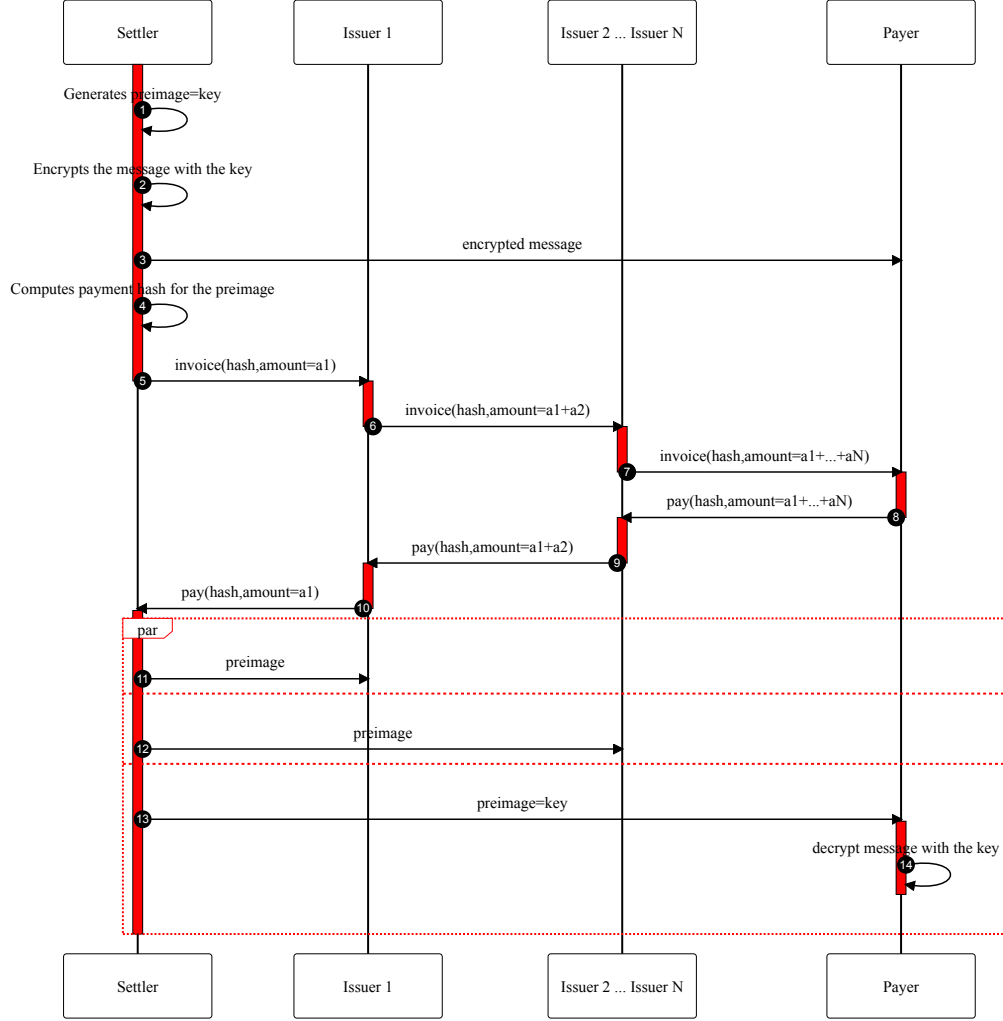 Settler
Issuer 1
Issuer 2 ... Issuer N
Payer
Generates preimage=key
1
Encrypts the message with the key
2
encrypted message
3
Computes payment hash for the preimage
4
invoice(hash,amount=a1)
5
invoice(hash,amount=a1+a2)
6
invoice(hash,amount=a1+...+aN)
7
pay(hash,amount=a1+...+aN)
8
pay(hash,amount=a1+a2)
9
pay(hash,amount=a1)
10
par
preimage
11
preimage
12
preimage=key
13
decrypt message with the key
14
Settler
Issuer 1
Issuer 2 ... Issuer N
Payer